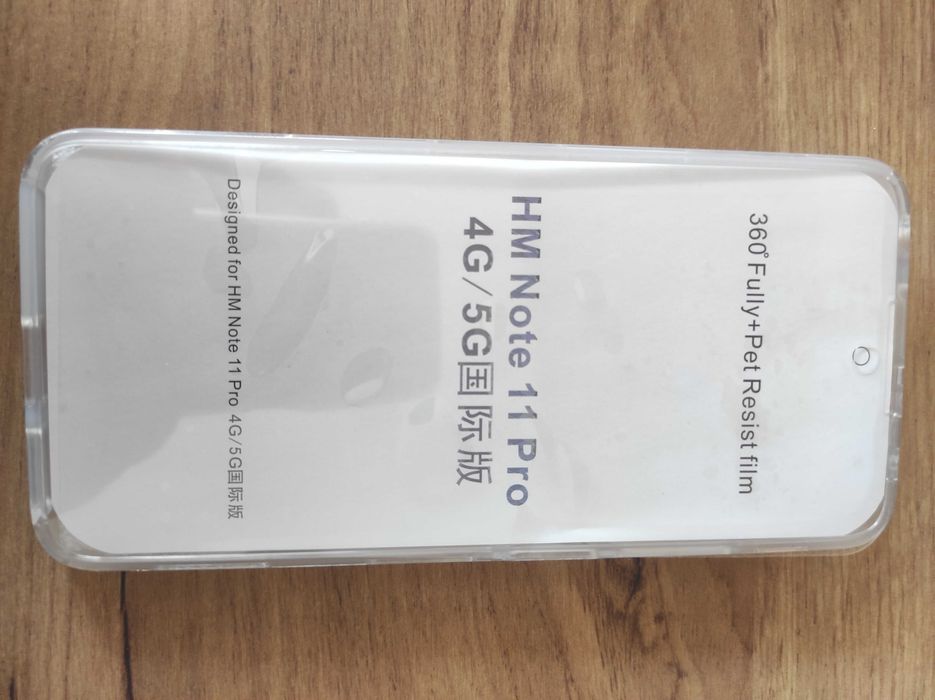 360°Fully+Pet Resist film
HM Note 11 Pro
4G/5G国际版
Designed for HM Note 11 Pro 4G/5G国际版